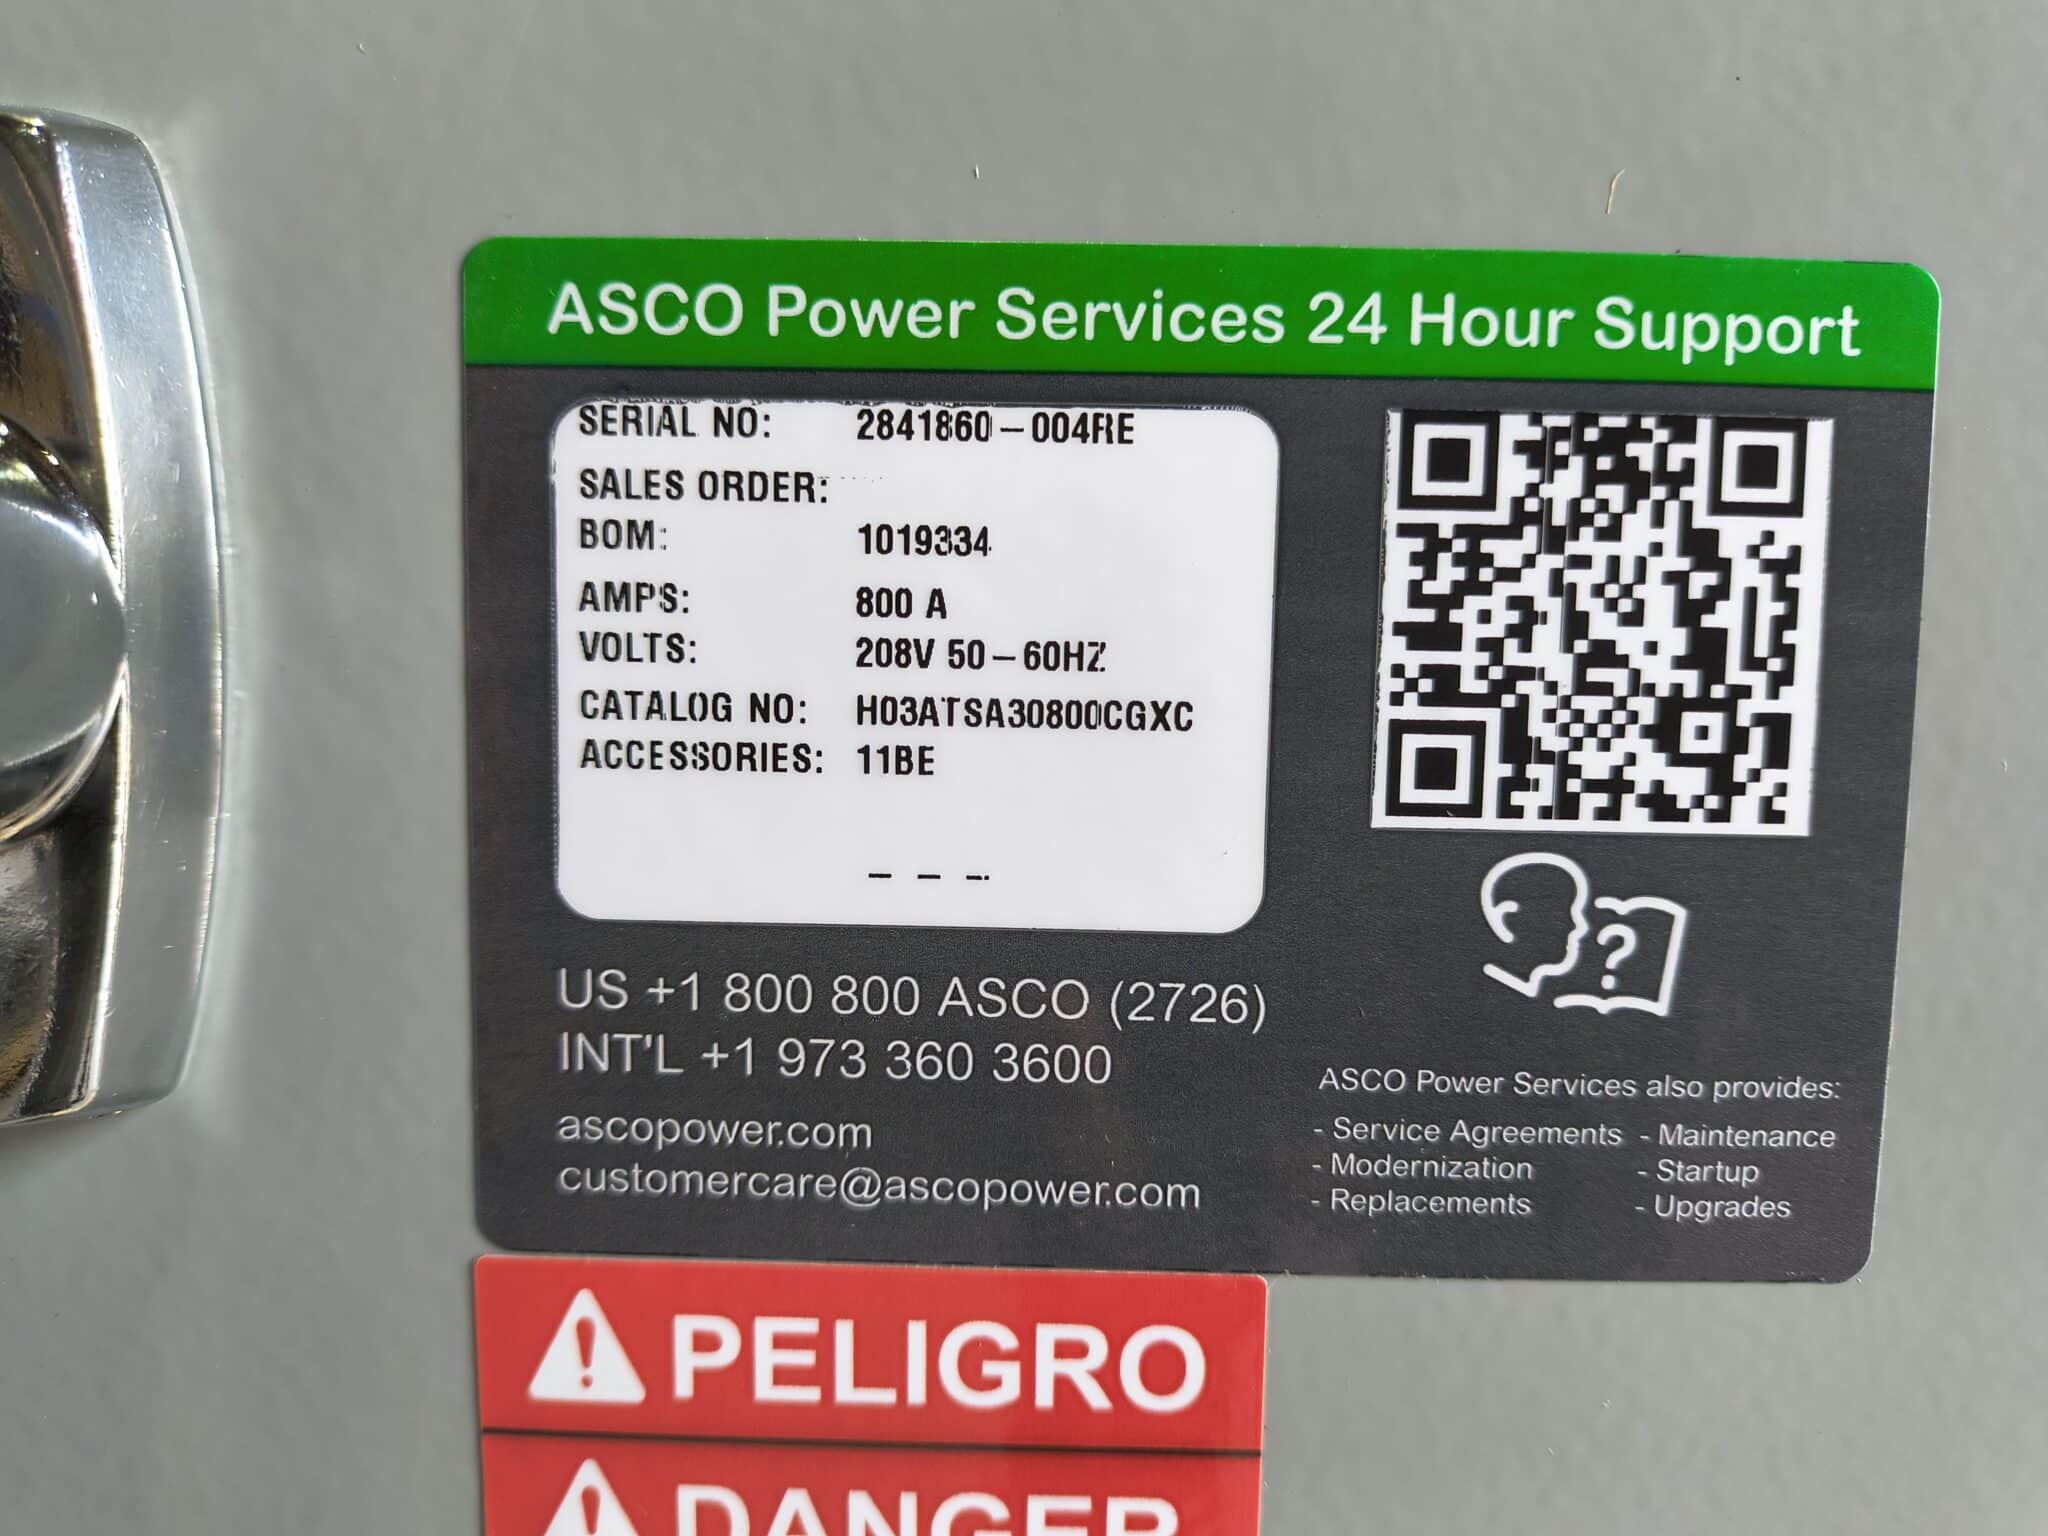 ASCO Power Services 24 Hour Support
SERIAL NO: 2841860-004RE
SALES ORDER:
BOM: 1019334
AMPS: 800 A
VOLTS: 208V 50-60HZ
CATALOG NO: H03ATSA30800CGXC
ACCESSORIES: 11BE
- - -
US +1 800 800 ASCO (2726)
INT'L +1 973 360 3600
ascopower.com
customercare@ascopower.com
?
ASCO Power Services also provides:
- Service Agreements - Maintenance
- Modernization - Startup
- Replacements - Upgrades
PELIGRO
DANGER